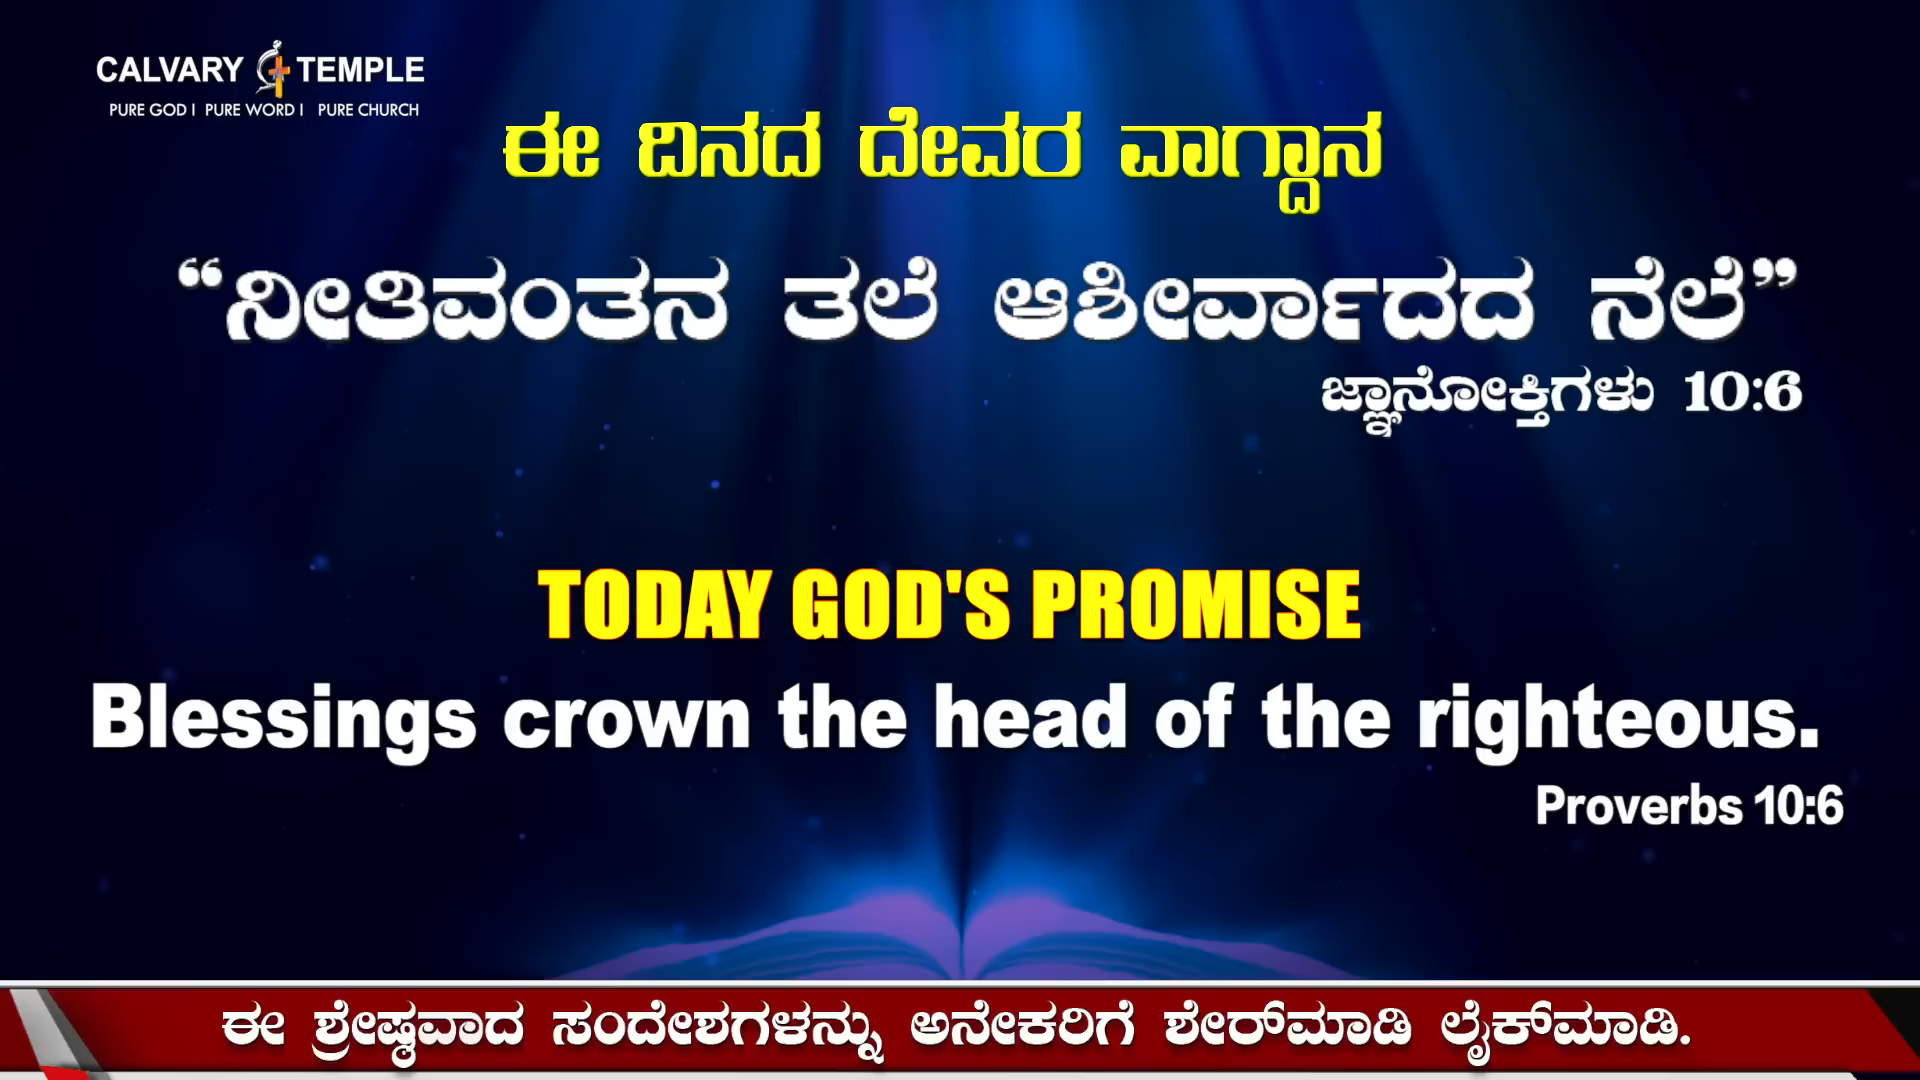 CALVARY TEMPLE
PURE GOD I PURE WORD I PURE CHURCH
ಈ ದಿನದ ದೇವರ ವಾಗ್ದಾನ
“ನೀತಿವಂತನ ತಲೆ ಆಶೀರ್ವಾದದ ನೆಲೆ”
ಜ್ಞಾನೋಕ್ತಿಗಳು 10:6
TODAY GOD'S PROMISE
Blessings crown the head of the righteous.
Proverbs 10:6
ಈ ಶ್ರೇಷ್ಠವಾದ ಸಂದೇಶಗಳನ್ನು ಅನೇಕರಿಗೆ ಶೇರ್‌ಮಾಡಿ ಲೈಕ್‌ಮಾಡಿ.